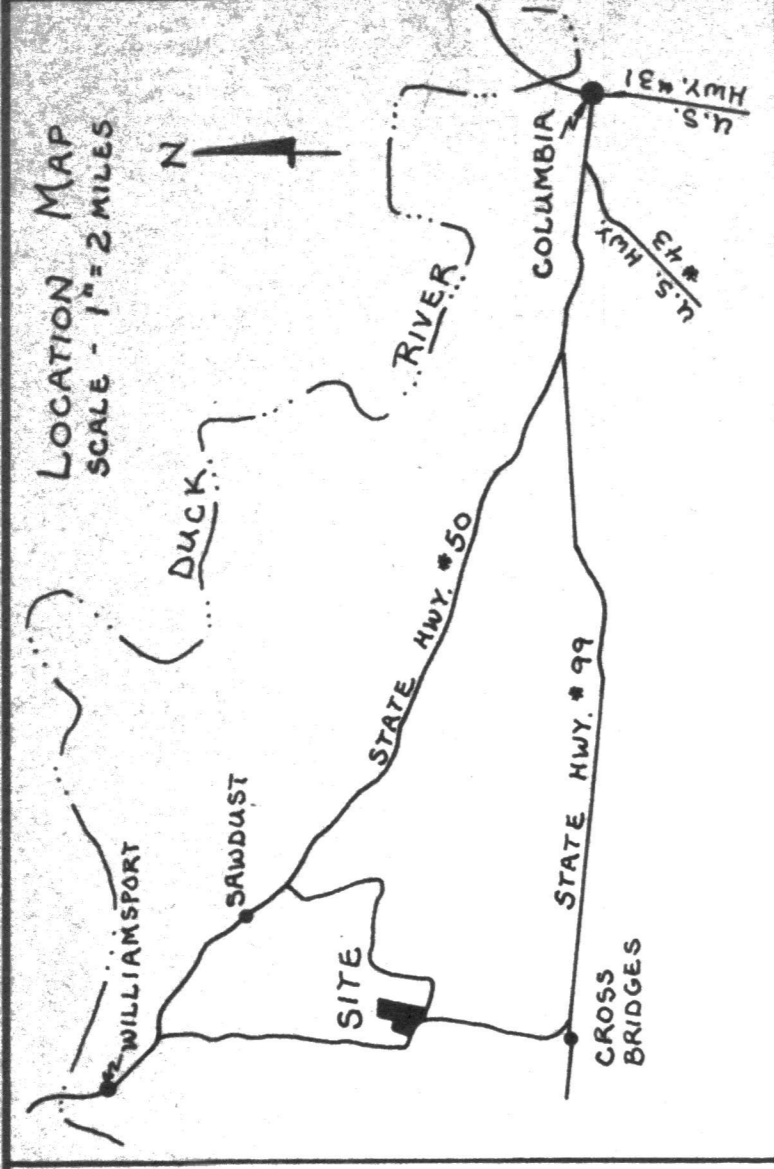 LOCATION MAP
SCALE - 1" = 2 MILES
N
DUCK
RIVER
WILLIAMSPORT
SAWDUST
SITE
CROSS
BRIDGES
STATE HWY. #50
STATE HWY. #99
COLUMBIA
U.S. HWY.
#43
U.S.
HWY. #31